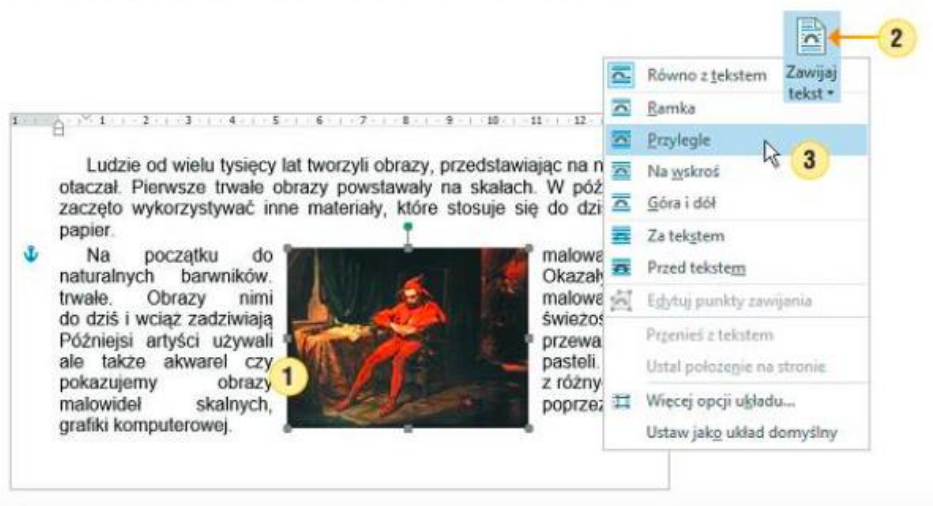 2
Zawijaj
tekst
Równo z tekstem
Ramka
Przylegle
3
Na wskroś
Góra i dół
Za tekstem
Przed tekstem
Edytuj punkty zawijania
Przenieś z tekstem
Ustal położenie na stronie
Więcej opcji układu...
Ustaw jako układ domyślny
1 1 2 3 4 5 6 7 8 9 10 11 12
Ludzie od wielu tysięcy lat tworzyli obrazy, przedstawiając na n
otaczał. Pierwsze trwałe obrazy powstawały na skałach. W póź
zaczęto wykorzystywać inne materiały, które stosuje się do dzi
papier.
Na początku do malowa
naturalnych barwników. Okazały
trwałe. Obrazy nimi malowa
do dziś i wciąż zadziwiają świeżoś
Późniejsi artyści używali przewa
ale także akwarel czy pasteli.
pokazujemy obrazy z różny
malowideł skalnych, poprzez
grafiki komputerowej.
1